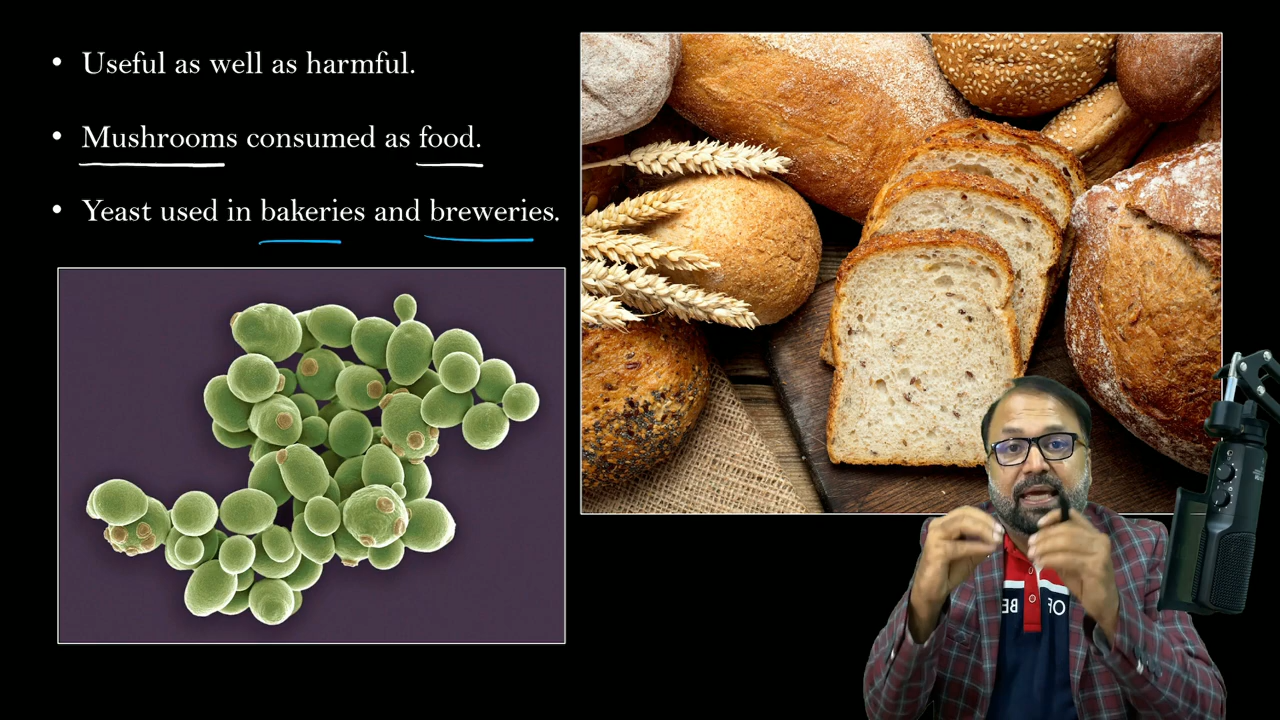 • Useful as well as harmful.
• Mushrooms consumed as food.
• Yeast used in bakeries and breweries.